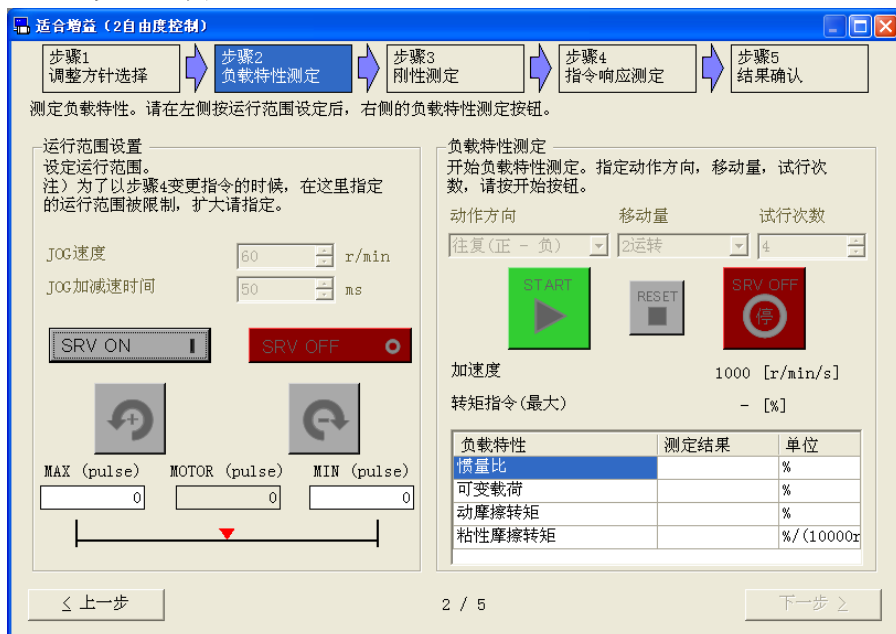 适合增益（2自由度控制）
步骤1
调整方针选择
步骤2
负载特性测定
步骤3
刚性测定
步骤4
指令响应测定
步骤5
结果确认
测定负载特性。请在左侧按运行范围设定后，右侧的负载特性测定按钮。
运行范围设置
设定运行范围。
注）为了以步骤4变更指令的时候，在这里指定
的运行范围被限制，扩大请指定。
JOG速度 60 r/min
JOG加减速时间 50 ms
SRV ON
SRV OFF
MAX (pulse) MOTOR (pulse) MIN (pulse)
0 0 0
负载特性测定
开始负载特性测定。指定动作方向，移动量，试行次
数，请按开始按钮。
动作方向 移动量 试行次数
往复(正 - 负) 2运转 4
START
RESET
SRV OFF
停
加速度 1000 [r/min/s]
转矩指令(最大) - [%]
负载特性 测定结果 单位
惯量比 %
可变载荷 %
动摩擦转矩 %
粘性摩擦转矩 %/(10000r
< 上一步
2 / 5
下一步 >